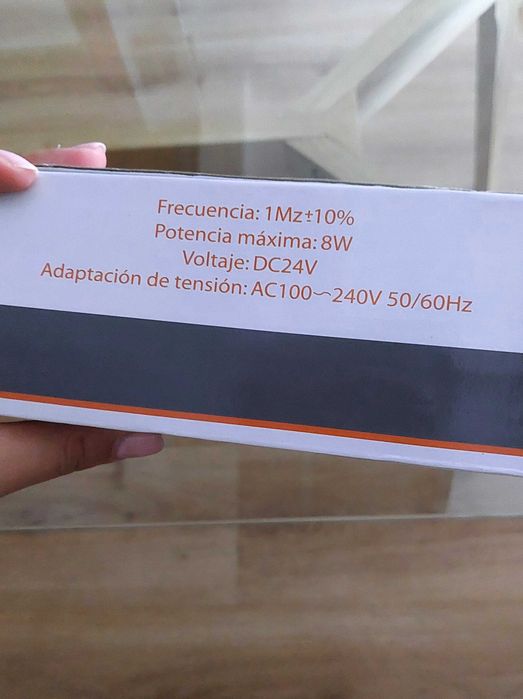 Frecuencia: 1Mz±10%
Potencia máxima: 8W
Voltaje: DC24V
Adaptación de tensión: AC100~240V 50/60Hz